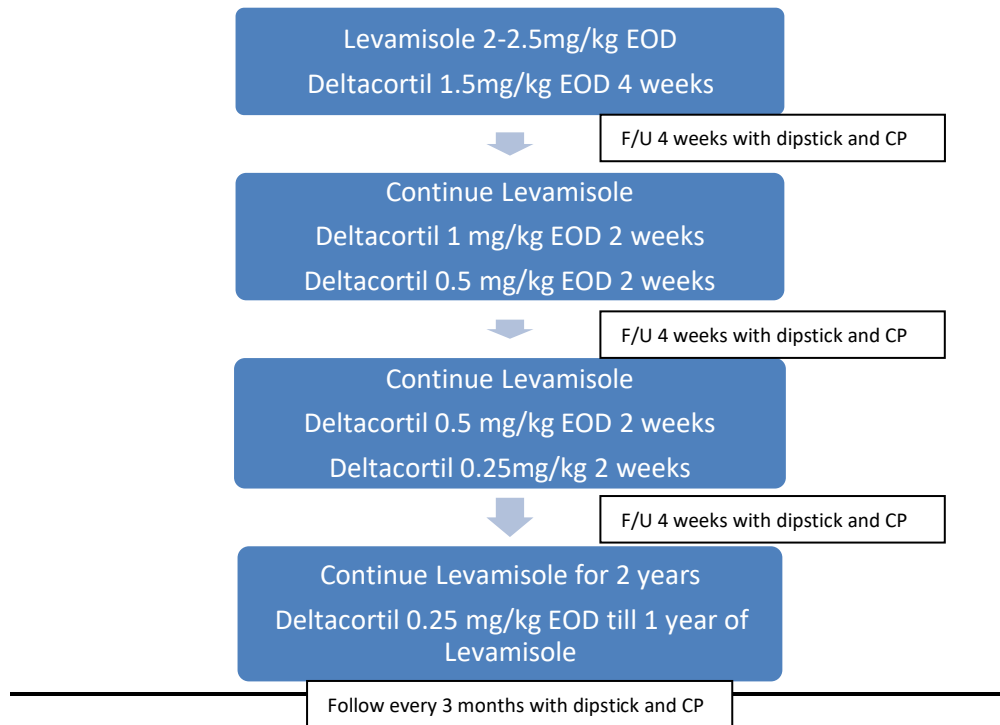 Levamisole 2-2.5mg/kg EOD
Deltacortil 1.5mg/kg EOD 4 weeks
F/U 4 weeks with dipstick and CP
Continue Levamisole
Deltacortil 1 mg/kg EOD 2 weeks
Deltacortil 0.5 mg/kg EOD 2 weeks
F/U 4 weeks with dipstick and CP
Continue Levamisole
Deltacortil 0.5 mg/kg EOD 2 weeks
Deltacortil 0.25mg/kg 2 weeks
F/U 4 weeks with dipstick and CP
Continue Levamisole for 2 years
Deltacortil 0.25 mg/kg EOD till 1 year of
Levamisole
Follow every 3 months with dipstick and CP